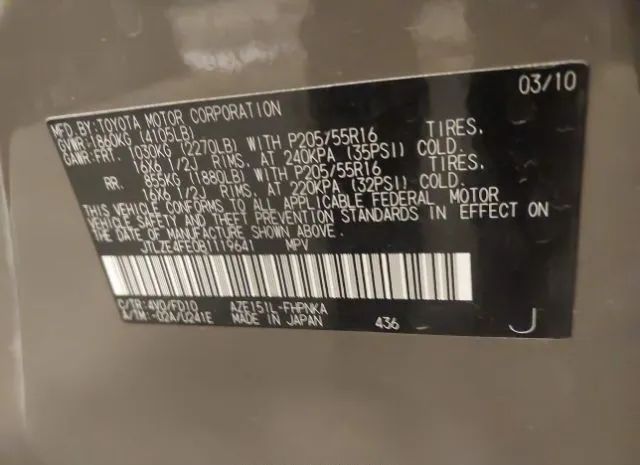 03/10
MFD. BY: TOYOTA MOTOR CORPORATION
GVWR: 1860KG (4105LB)
GAWR: FRT. 1030KG (2270LB) WITH P205/55R16 TIRES,
16X6 1/2J RIMS, AT 240KPA (35PSI) COLD.
RR. 855KG (1880LB) WITH P205/55R16 TIRES,
16X6 1/2J RIMS, AT 220KPA (32PSI) COLD.
THIS VEHICLE CONFORMS TO ALL APPLICABLE FEDERAL MOTOR
VEHICLE SAFETY AND THEFT PREVENTION STANDARDS IN EFFECT ON
THE DATE OF MANUFACTURE SHOWN ABOVE.
JTLZE4FE0B1119641 MPV
C/TR: 4V0/FD10 AZE151L-FHPNKA
A/TM: -02A/U241E MADE IN JAPAN 436 J